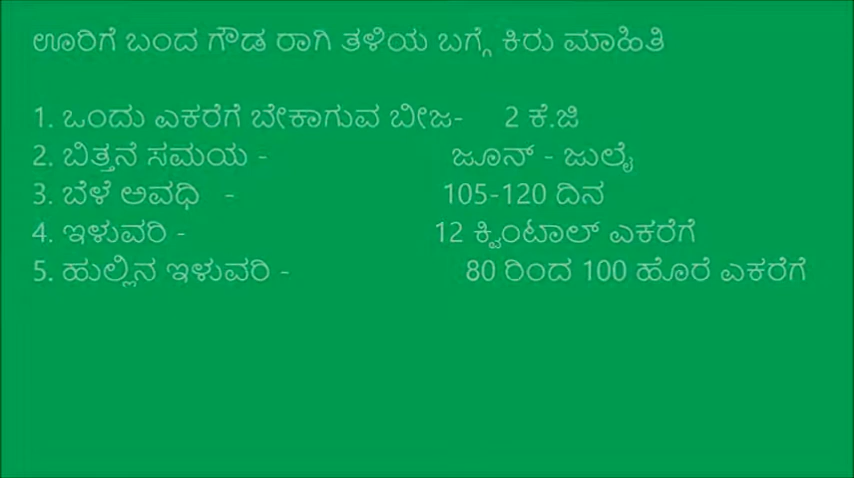 ಊರಿಗೆ ಬಂದ ಗೌಡ ರಾಗಿ ತಳಿಯ ಬಗ್ಗೆ ಕಿರು ಮಾಹಿತಿ
1. ಒಂದು ಎಕರೆಗೆ ಬೇಕಾಗುವ ಬೀಜ- 2 ಕೆ.ಜಿ
2. ಬಿತ್ತನೆ ಸಮಯ - ಜೂನ್ - ಜುಲೈ
3. ಬೆಳೆ ಅವಧಿ - 105-120 ದಿನ
4. ಇಳುವರಿ - 12 ಕ್ವಿಂಟಾಲ್ ಎಕರೆಗೆ
5. ಹುಲ್ಲಿನ ಇಳುವರಿ - 80 ರಿಂದ 100 ಹೊರೆ ಎಕರೆಗೆ